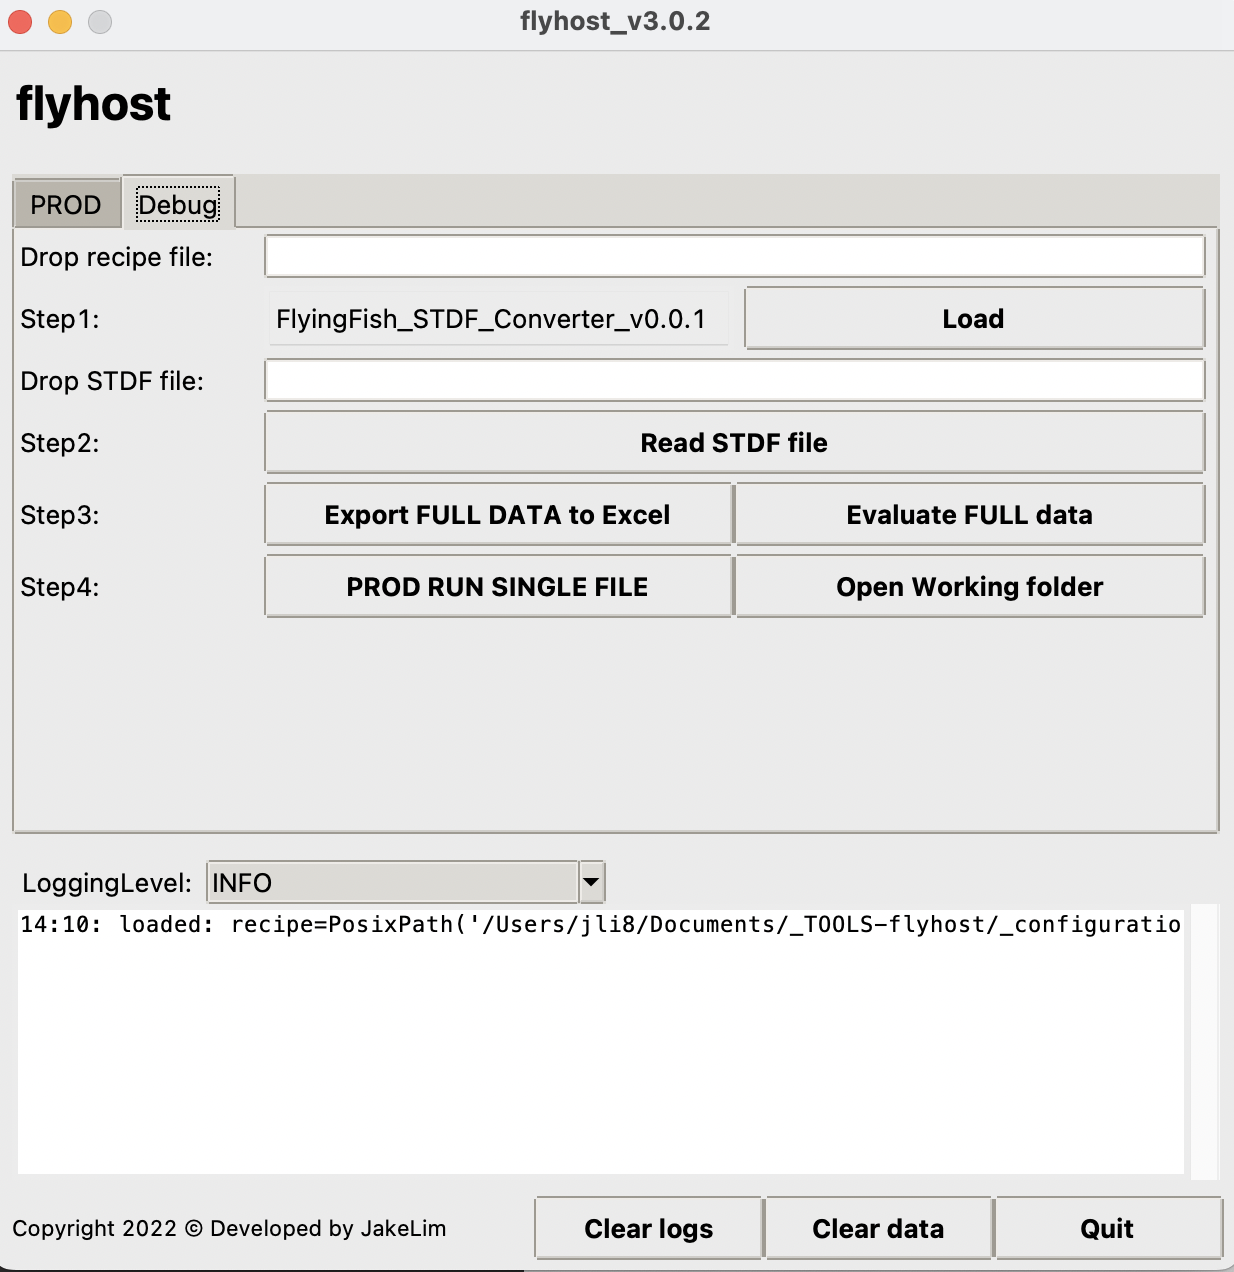 flyhost_v3.0.2
flyhost
PROD Debug
Drop recipe file:
Step1: FlyingFish_STDF_Converter_v0.0.1 Load
Drop STDF file:
Step2: Read STDF file
Step3: Export FULL DATA to Excel Evaluate FULL data
Step4: PROD RUN SINGLE FILE Open Working folder
LoggingLevel: INFO
14:10: loaded: recipe=PosixPath('/Users/jli8/Documents/_TOOLS-flyhost/_configuratio
Copyright 2022 © Developed by JakeLim Clear logs Clear data Quit